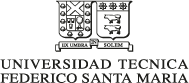 EX UMBRA SOLEM
UNIVERSIDAD TECNICA
FEDERICO SANTA MARIA